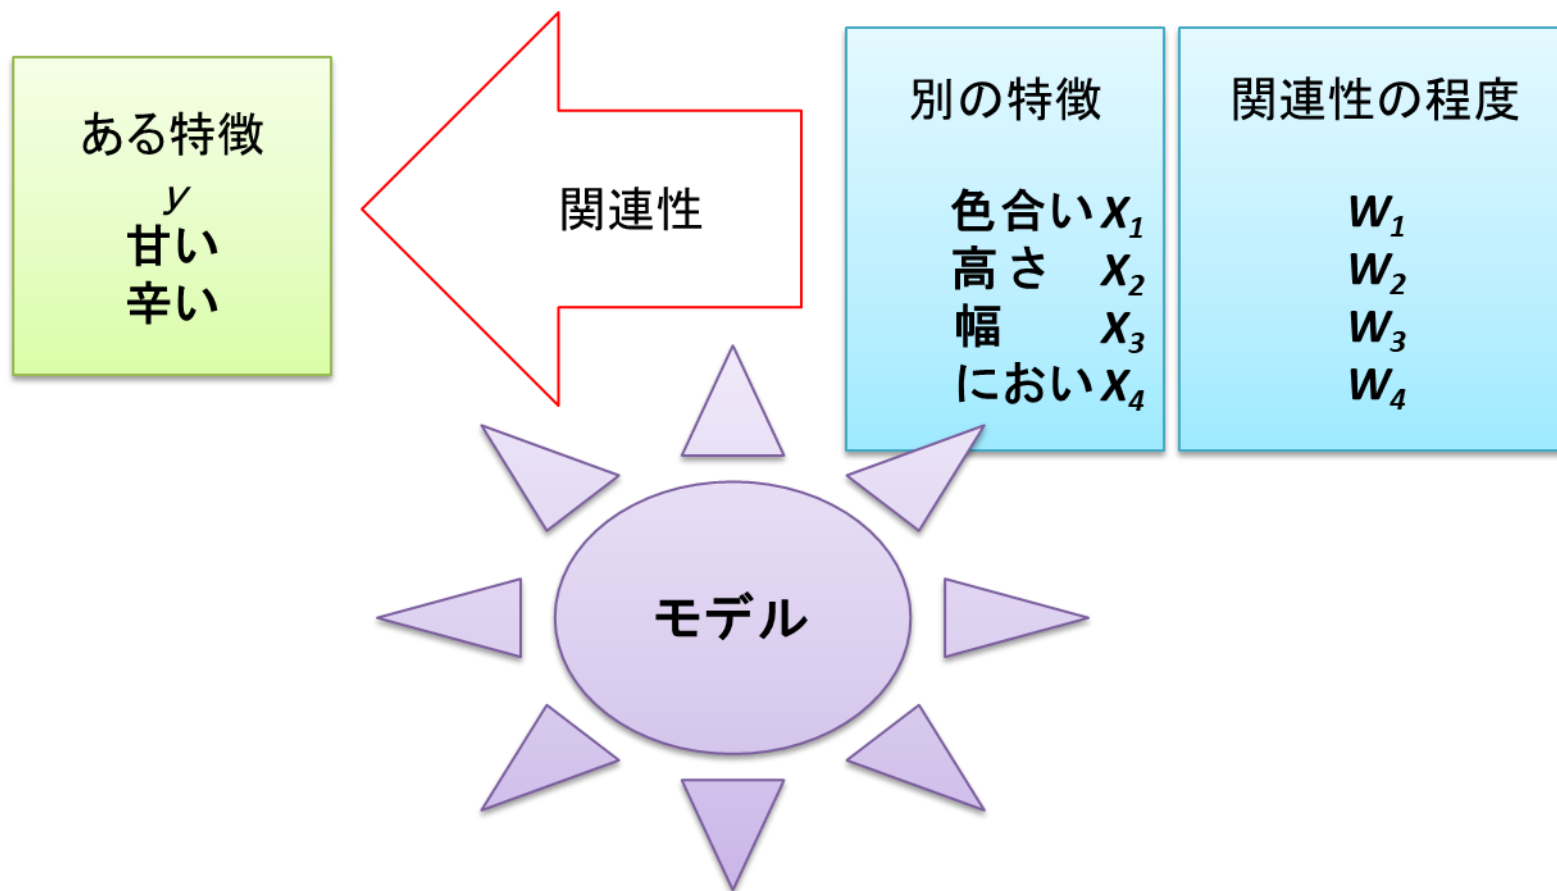 ある特徴
y
甘い
辛い
関連性
別の特徴
色合い X1
高さ X2
幅 X3
におい X4
関連性の程度
W1
W2
W3
W4
モデル